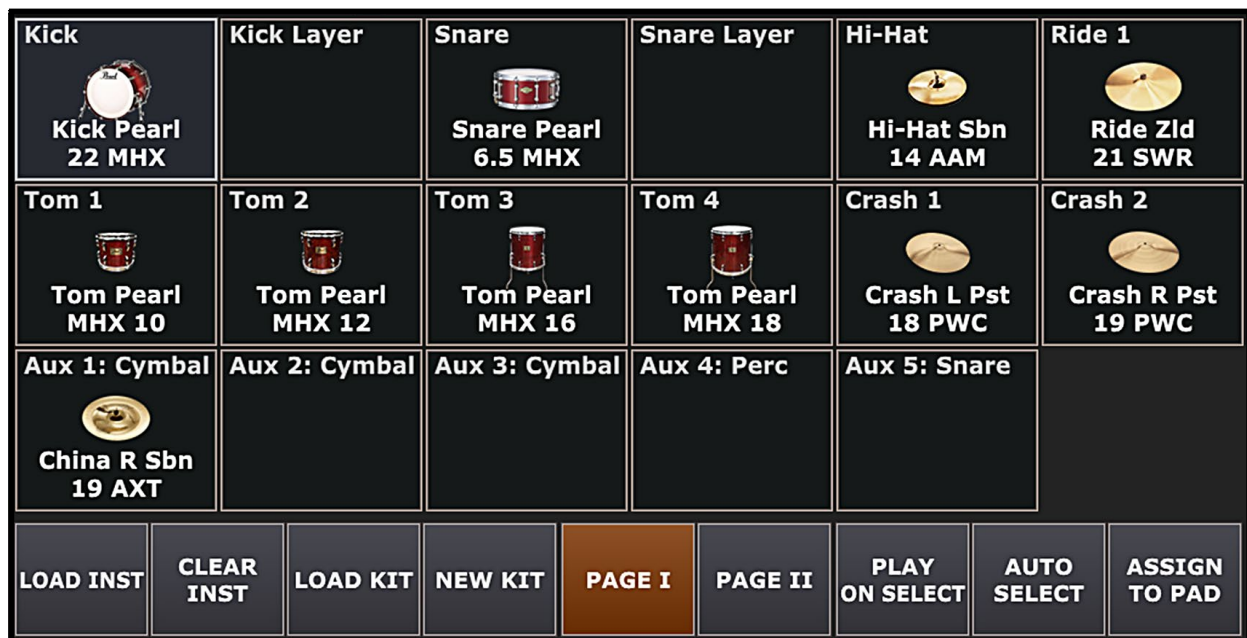 Kick
Kick Layer
Snare
Snare Layer
Hi-Hat
Ride 1
Pearl
Kick Pearl
22 MHX
Snare Pearl
6.5 MHX
Hi-Hat Sbn
14 AAM
Ride Zld
21 SWR
Tom 1
Tom 2
Tom 3
Tom 4
Crash 1
Crash 2
Tom Pearl
MHX 10
Tom Pearl
MHX 12
Tom Pearl
MHX 16
Tom Pearl
MHX 18
Crash L Pst
18 PWC
Crash R Pst
19 PWC
Aux 1: Cymbal
Aux 2: Cymbal
Aux 3: Cymbal
Aux 4: Perc
Aux 5: Snare
China R Sbn
19 AXT
LOAD INST
CLEAR
INST
LOAD KIT
NEW KIT
PAGE I
PAGE II
PLAY
ON SELECT
AUTO
SELECT
ASSIGN
TO PAD